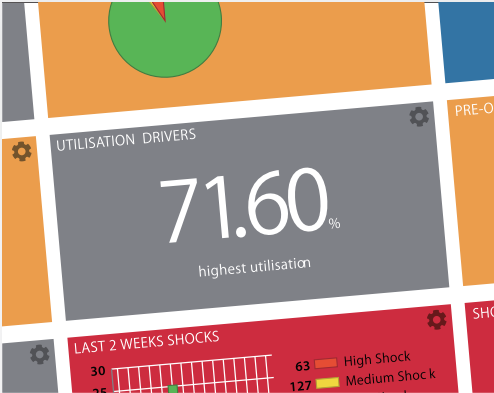 UTILISATION DRIVERS
PRE-O
71.60%
highest utilisation
LAST 2 WEEKS SHOCKS
SHO
30
25
63 High Shock
127 Medium Shock